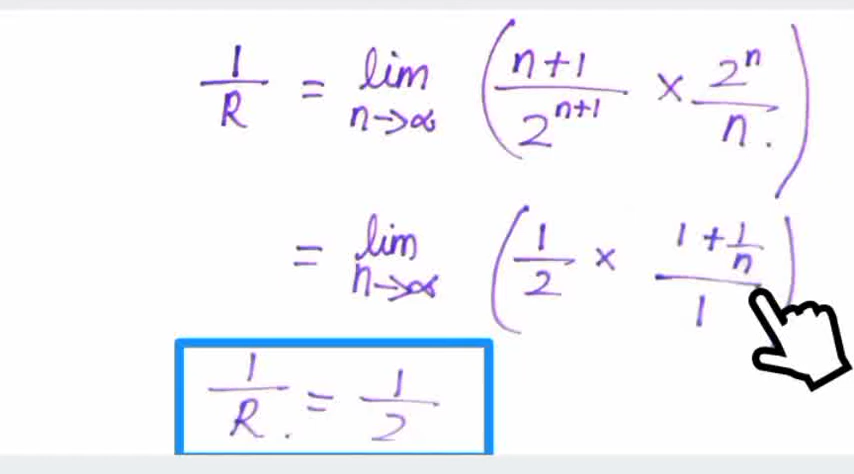 1/R = lim n→∞ ( (n+1)/2^(n+1) × 2^n/n. )
= lim n→∞ ( 1/2 × (1 + 1/n)/1 )
1/R. = 1/2